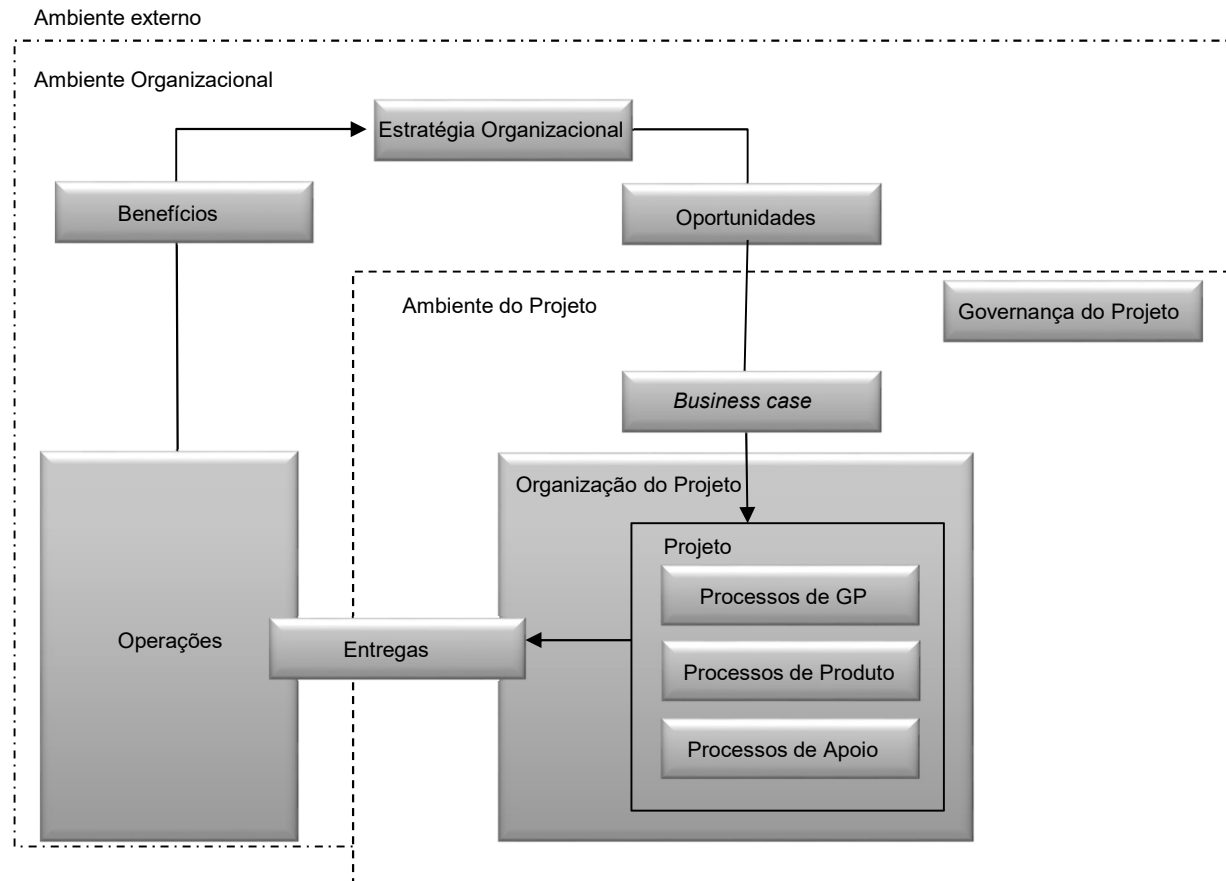 Ambiente externo
Ambiente Organizacional
Estratégia Organizacional
Benefícios
Oportunidades
Ambiente do Projeto
Governança do Projeto
Business case
Organização do Projeto
Projeto
Processos de GP
Operações
Entregas
Processos de Produto
Processos de Apoio